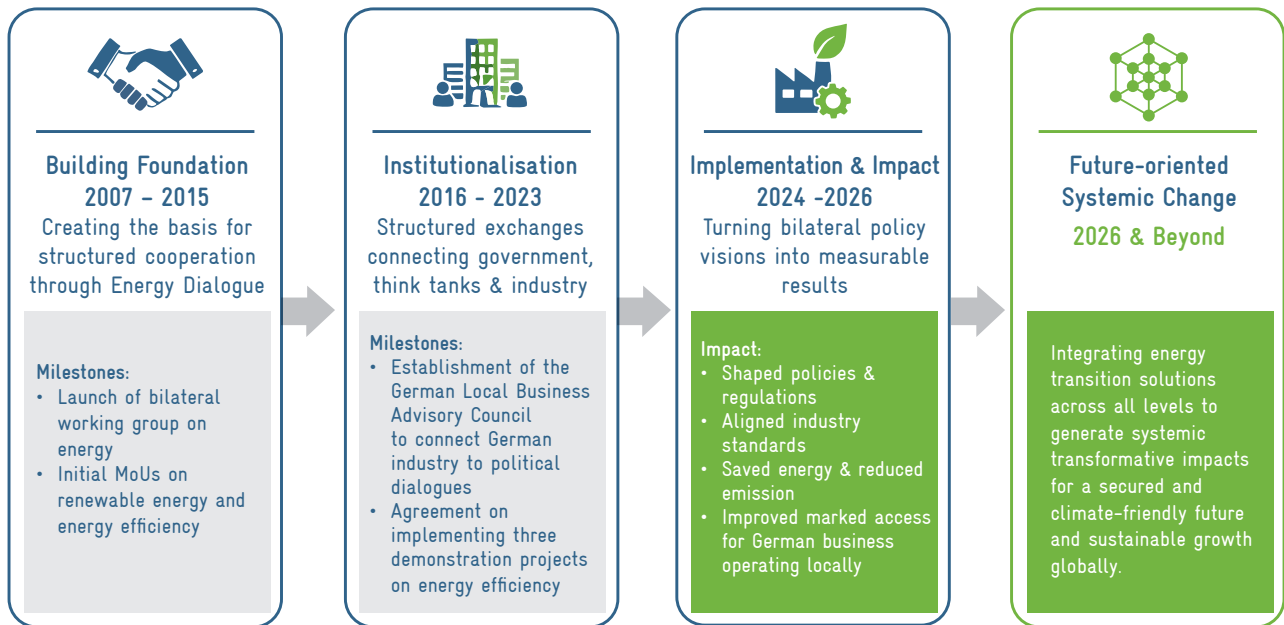 Building Foundation
2007 – 2015
Creating the basis for
structured cooperation
through Energy Dialogue
Milestones:
• Launch of bilateral
working group on
energy
• Initial MoUs on
renewable energy and
energy efficiency
Institutionalisation
2016 - 2023
Structured exchanges
connecting government,
think tanks & industry
Milestones:
• Establishment of the
German Local Business
Advisory Council
to connect German
industry to political
dialogues
• Agreement on
implementing three
demonstration projects
on energy efficiency
Implementation & Impact
2024 -2026
Turning bilateral policy
visions into measurable
results
Impact:
• Shaped policies &
regulations
• Aligned industry
standards
• Saved energy & reduced
emission
• Improved marked access
for German business
operating locally
Future-oriented
Systemic Change
2026 & Beyond
Integrating energy
transition solutions
across all levels to
generate systemic
transformative impacts
for a secured and
climate-friendly future
and sustainable growth
globally.